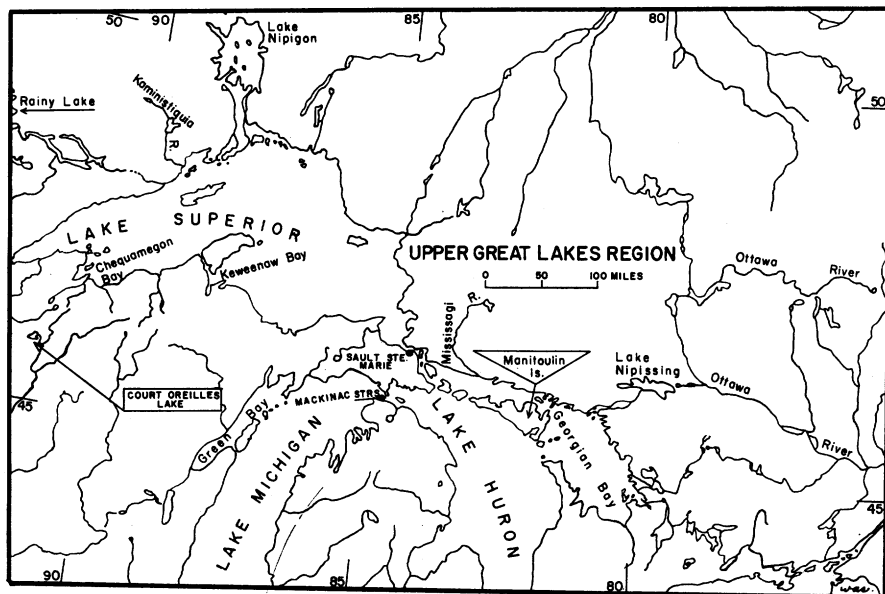 50
90
85
80
Lake
Nipigon
Kaministiquia
R.
Rainy Lake
50
LAKE SUPERIOR
Chequamegon
Bay
Keweenaw Bay
UPPER GREAT LAKES REGION
0
50
100 MILES
Ottawa
River
Mississagi
R.
SAULT STE.
MARIE
Manitoulin
Is.
Lake
Nipissing
Ottawa
River
45
COURT OREILLES
LAKE
MACKINAC STRS.
Green Bay
LAKE MICHIGAN
LAKE HURON
Georgian Bay
45
90
85
80
was.